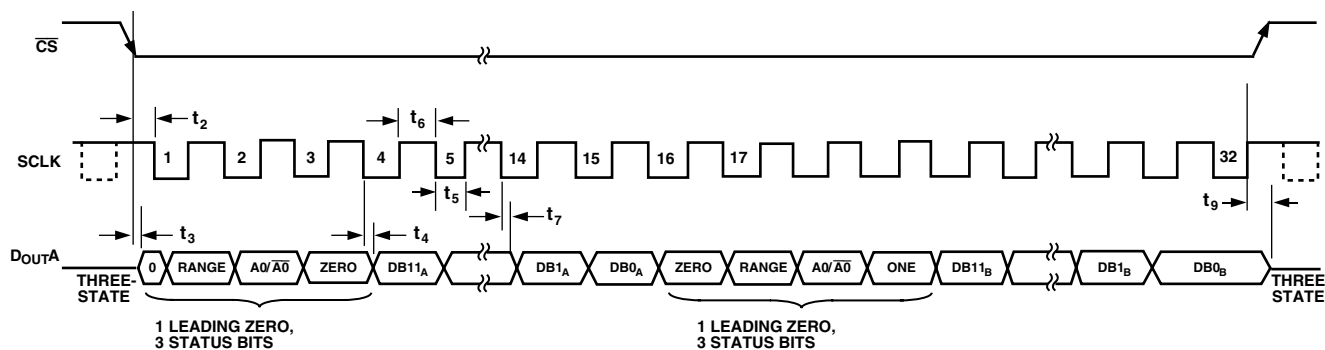 CS
t2
t6
SCLK
1 2 3 4 5 14 15 16 17 32
t5
t7
t9
t3
t4
DOUTA
0 RANGE A0/A0 ZERO DB11A DB1A DB0A ZERO RANGE A0/A0 ONE DB11B DB1B DB0B
THREE-
STATE
THREE
STATE
1 LEADING ZERO,
3 STATUS BITS
1 LEADING ZERO,
3 STATUS BITS